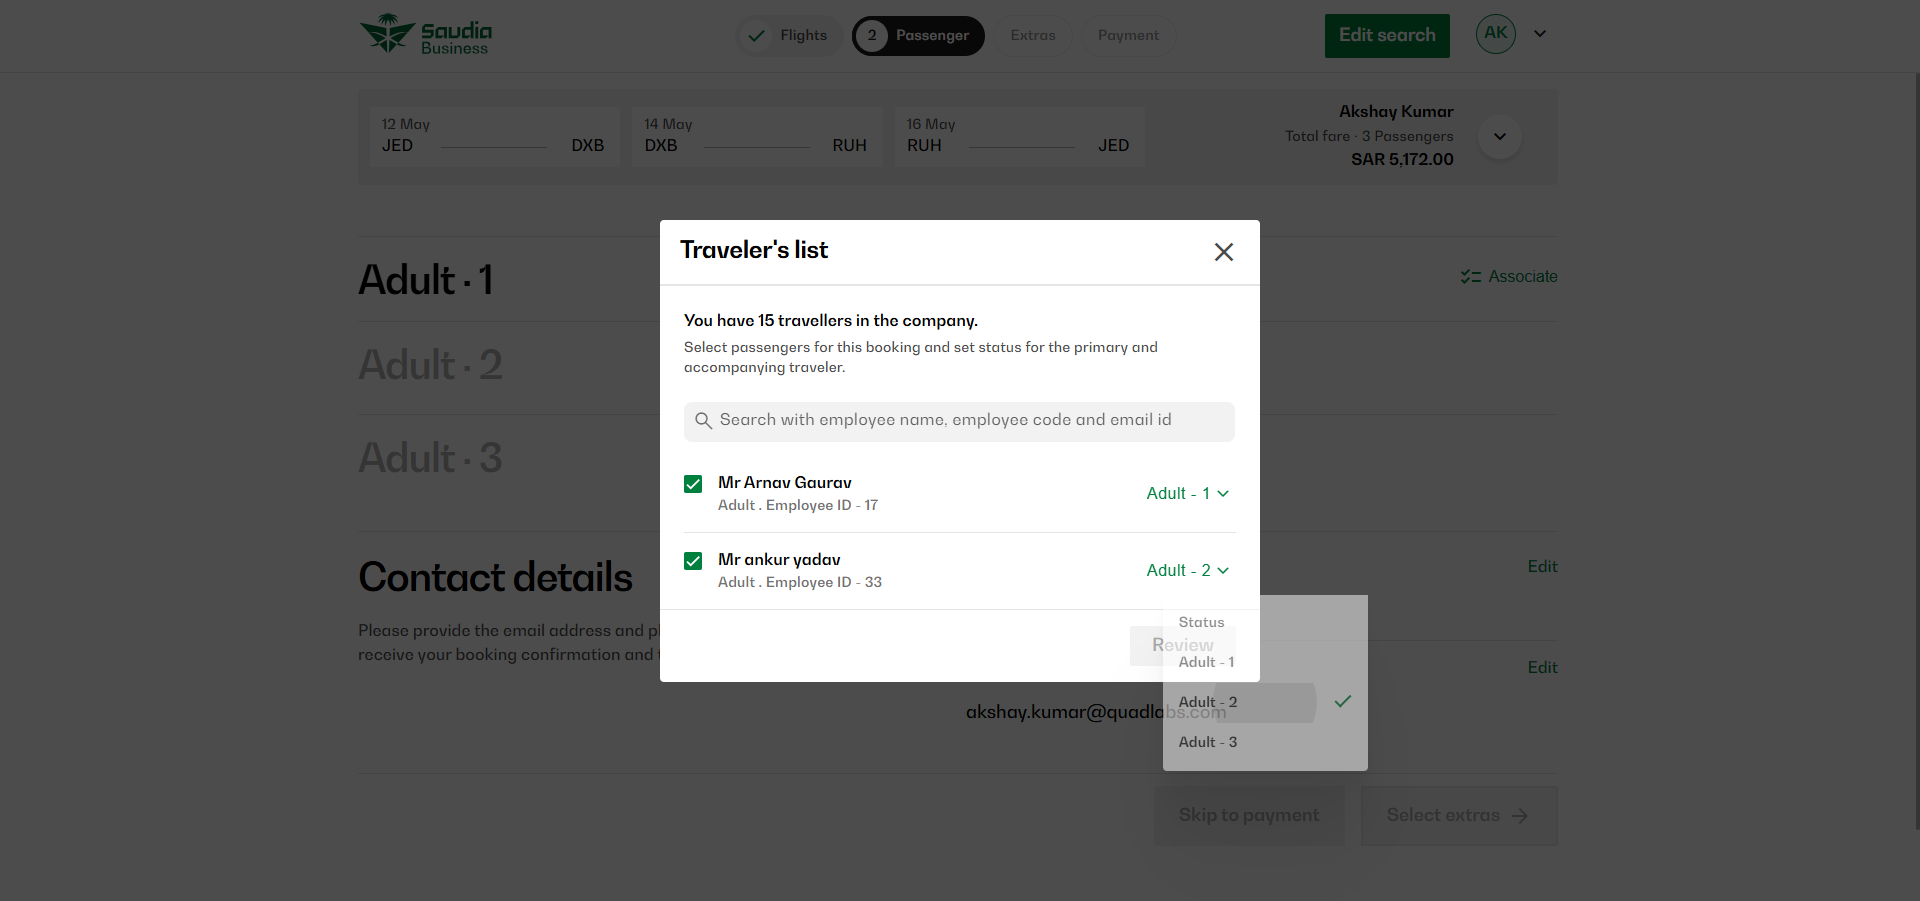 Saudia
Business
Flights
2 Passenger
Extras
Payment
Edit search
AK
12 May
JED DXB
14 May
DXB RUH
16 May
RUH JED
Akshay Kumar
Total fare · 3 Passengers
SAR 5,172.00
Adult · 1
Associate
Adult · 2
Adult · 3
Contact details
Edit
Please provide the email address and
receive your booking confirmation and
Edit
akshay.kumar@quadlabs.com
Skip to payment
Select extras
Traveler's list
You have 15 travellers in the company.
Select passengers for this booking and set status for the primary and
accompanying traveler.
Search with employee name, employee code and email id
Mr Arnav Gaurav
Adult . Employee ID - 17
Adult - 1
Mr ankur yadav
Adult . Employee ID - 33
Adult - 2
Review
Status
Adult - 1
Adult - 2
Adult - 3